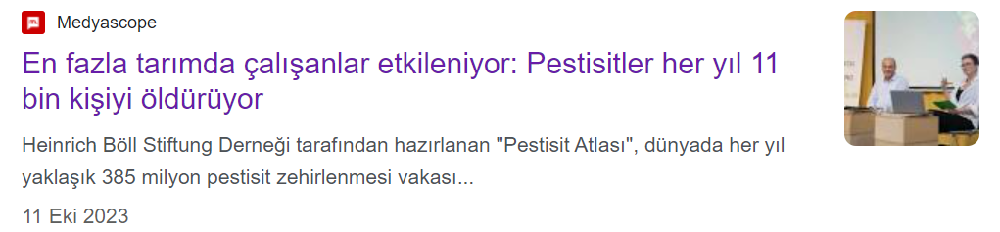 Medyascope
En fazla tarımda çalışanlar etkileniyor: Pestisitler her yıl 11
bin kişiyi öldürüyor
Heinrich Böll Stiftung Derneği tarafından hazırlanan "Pestisit Atlası", dünyada her yıl
yaklaşık 385 milyon pestisit zehirlenmesi vakası...
11 Eki 2023